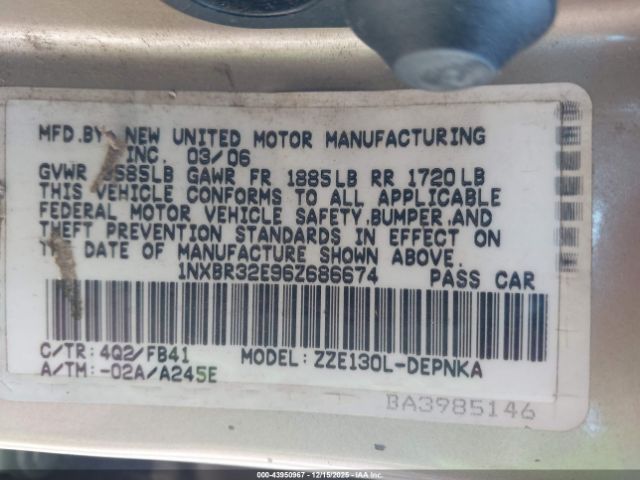 MFD.BY: NEW UNITED MOTOR MANUFACTURING
INC. 03/06
GVWR 3585LB GAWR FR 1885LB RR 1720LB
THIS VEHICLE CONFORMS TO ALL APPLICABLE
FEDERAL MOTOR VEHICLE SAFETY,BUMPER,AND
THEFT PREVENTION STANDARDS IN EFFECT ON
THE DATE OF MANUFACTURE SHOWN ABOVE.
1NXBR32E96Z686674 PASS CAR
C/TR: 4Q2/FB41 MODEL: ZZE130L-DEPNKA
A/TM: -02A/A245E
BA3985146
000-43950967 - 12/15/2025 - IAAI.COM